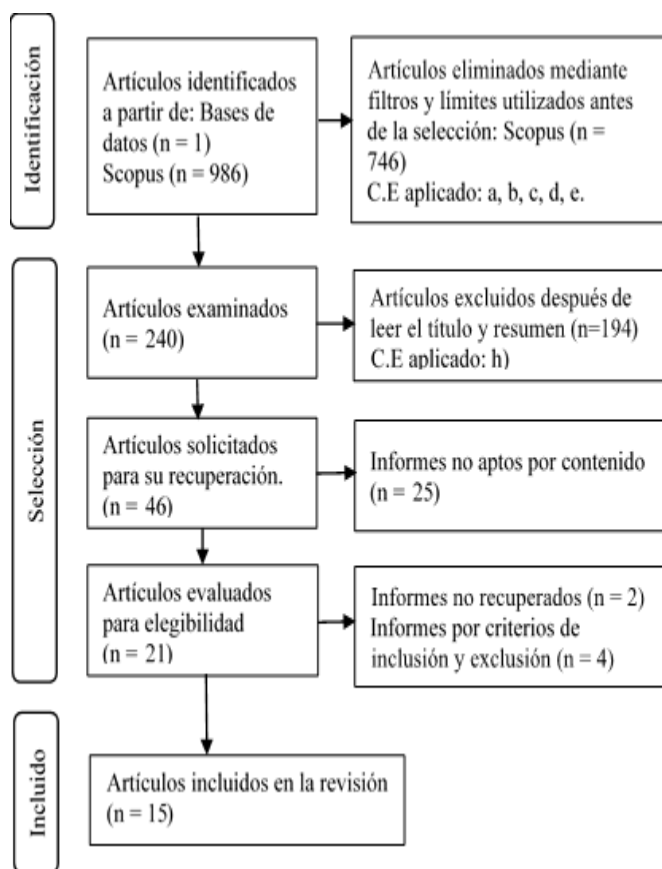 Identificación
Artículos identificados
a partir de: Bases de
datos (n = 1)
Scopus (n = 986)
Artículos eliminados mediante
filtros y límites utilizados antes
de la selección: Scopus (n =
746)
C.E aplicado: a, b, c, d, e.
Selección
Artículos examinados
(n = 240)
Artículos excluidos después de
leer el título y resumen (n=194)
C.E aplicado: h)
Artículos solicitados
para su recuperación.
(n = 46)
Informes no aptos por contenido
(n = 25)
Artículos evaluados
para elegibilidad
(n = 21)
Informes no recuperados (n = 2)
Informes por criterios de
inclusión y exclusión (n = 4)
Incluido
Artículos incluidos en la revisión
(n = 15)